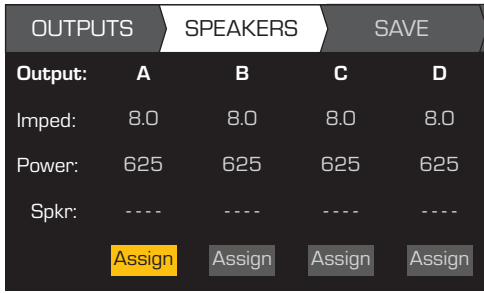 OUTPUTS SPEAKERS SAVE
Output: A B C D
Imped: 8.0 8.0 8.0 8.0
Power: 625 625 625 625
Spkr: ---- ---- ---- ----
Assign Assign Assign Assign